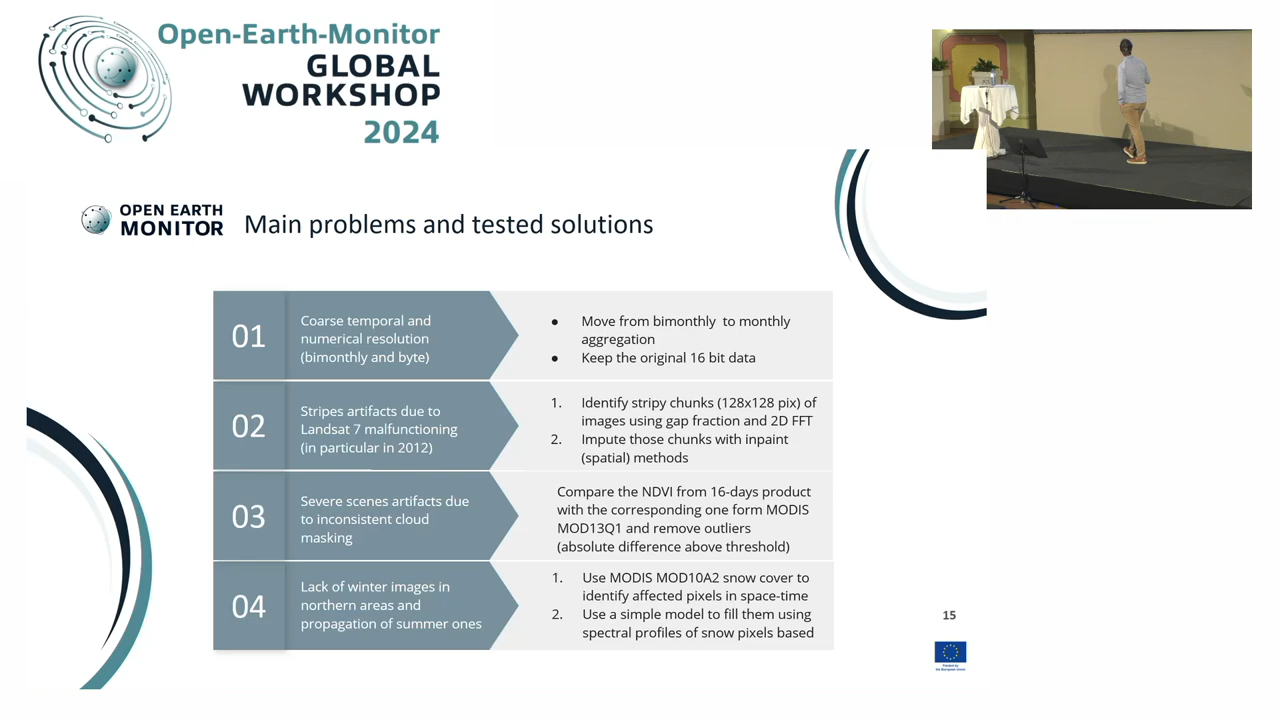 Open-Earth-Monitor
GLOBAL
WORKSHOP
2024
OPEN EARTH
MONITOR
Main problems and tested solutions
01
Coarse temporal and
numerical resolution
(bimonthly and byte)
● Move from bimonthly to monthly
aggregation
● Keep the original 16 bit data
02
Stripes artifacts due to
Landsat 7 malfunctioning
(in particular in 2012)
1. Identify stripy chunks (128x128 pix) of
images using gap fraction and 2D FFT
2. Impute those chunks with inpaint
(spatial) methods
03
Severe scenes artifacts due
to inconsistent cloud
masking
Compare the NDVI from 16-days product
with the corresponding one form MODIS
MOD13Q1 and remove outliers
(absolute difference above threshold)
04
Lack of winter images in
northern areas and
propagation of summer ones
1. Use MODIS MOD10A2 snow cover to
identify affected pixels in space-time
2. Use a simple model to fill them using
spectral profiles of snow pixels based
15
Funded by
the European Union